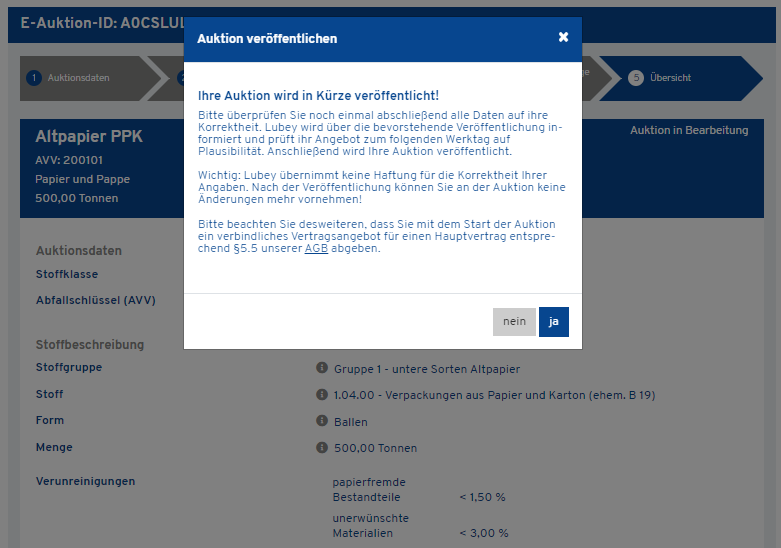 E-Auktion-ID: A0CSLUL
Auktion veröffentlichen
1 Auktionsdaten
5 Übersicht
Ihre Auktion wird in Kürze veröffentlicht!
Bitte überprüfen Sie noch einmal abschließend alle Daten auf ihre
Korrektheit. Lubey wird über die bevorstehende Veröffentlichung in-
formiert und prüft ihr Angebot zum folgenden Werktag auf
Plausibilität. Anschließend wird Ihre Auktion veröffentlicht.
Wichtig: Lubey übernimmt keine Haftung für die Korrektheit Ihrer
Angaben. Nach der Veröffentlichung können Sie an der Auktion keine
Änderungen mehr vornehmen!
Bitte beachten Sie desweiteren, dass Sie mit dem Start der Auktion
ein verbindliches Vertragsangebot für einen Hauptvertrag entspre-
chend §5.5 unserer AGB abgeben.
nein ja
Altpapier PPK
Auktion in Bearbeitung
AVV: 200101
Papier und Pappe
500,00 Tonnen
Auktionsdaten
Stoffklasse
Abfallschlüssel (AVV)
Stoffbeschreibung
Stoffgruppe Gruppe 1 - untere Sorten Altpapier
Stoff 1.04.00 - Verpackungen aus Papier und Karton (ehem. B 19)
Form Ballen
Menge 500,00 Tonnen
Verunreinigungen papierfremde
Bestandteile < 1,50 %
unerwünschte
Materialien < 3,00 %